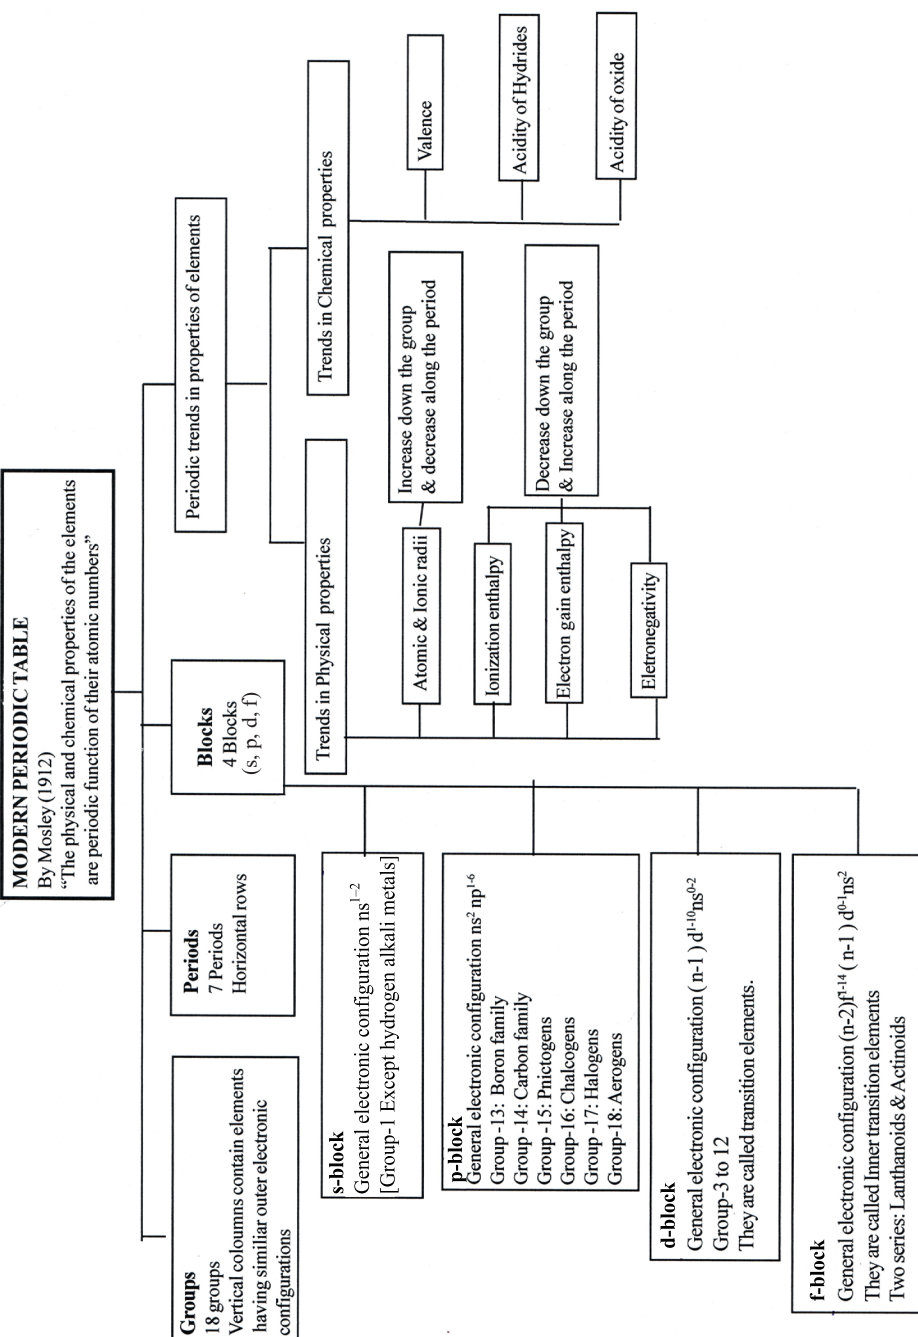 MODERN PERIODIC TABLE
By Mosley (1912)
“The physical and chemical properties of the elements
are periodic function of their atomic numbers”
Groups
18 groups
Vertical coloumns contain elements
having similiar outer electronic
configurations
Periods
7 Periods
Horizontal rows
Blocks
4 Blocks
(s, p, d, f)
Periodic trends in properties of elements
s-block
General electronic configuration ns¹⁻²
[Group-1 Except hydrogen alkali metals]
p-block
General electronic configuration ns² np¹⁻⁶
Group -13: Boron family
Group -14: Carbon family
Group -15: Pnictogens
Group -16: Chalcogens
Group -17: Halogens
Group -18: Aerogens
d-block
General electronic configuration ( n-1 ) d¹⁻¹⁰ns⁰⁻²
Group-3 to 12
They are called transition elements.
f-block
General electronic configuration (n-2)f¹⁻¹⁴ ( n-1 ) d⁰⁻¹ns²
They are called Inner transition elements
Two series: Lanthanoids & Actinoids
Trends in Physical properties
Atomic & Ionic radii
Increase down the group
& decrease along the period
Ionization enthalpy
Electron gain enthalpy
Eletronegativity
Decrease down the group
& Increase along the period
Trends in Chemical properties
Valence
Acidity of Hydrides
Acidity of oxide